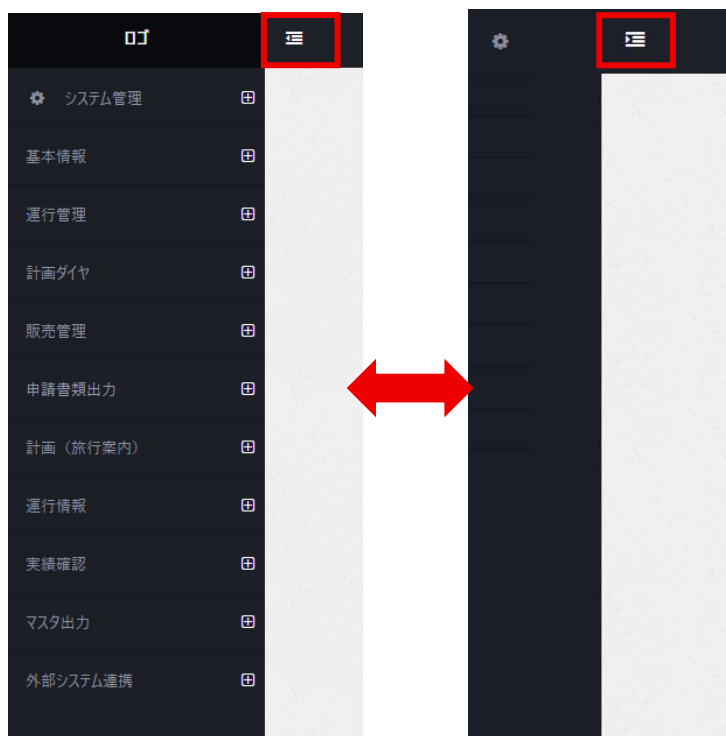 ロゴ
システム管理
基本情報
運行管理
計画ダイヤ
販売管理
申請書類出力
計画（旅行案内）
運行情報
実績確認
マスタ出力
外部システム連携